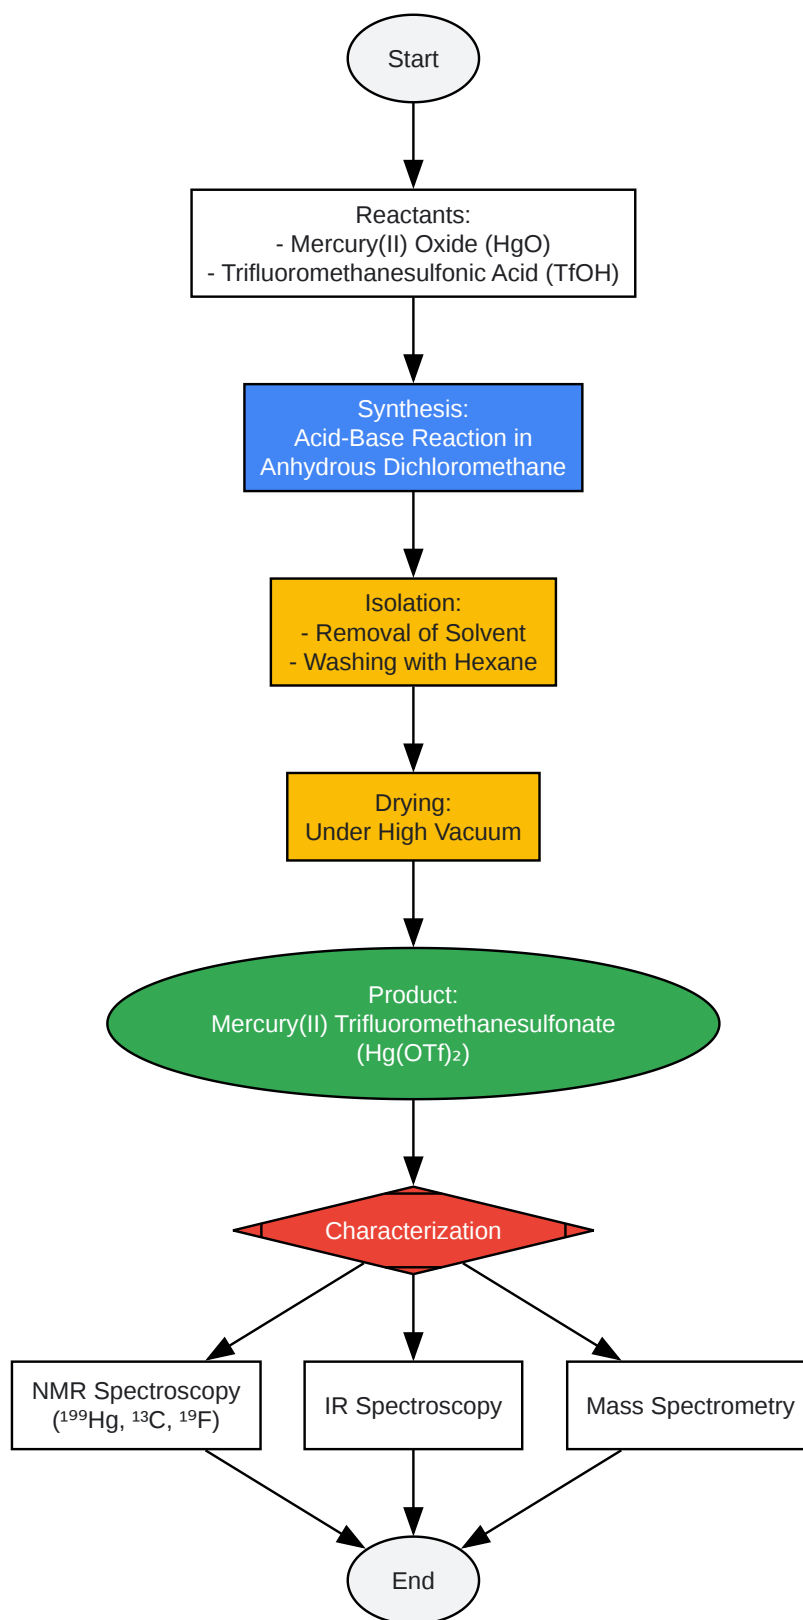 Start
Reactants:
- Mercury(II) Oxide (HgO)
- Trifluoromethanesulfonic Acid (TfOH)
Synthesis:
Acid-Base Reaction in
Anhydrous Dichloromethane
Isolation:
- Removal of Solvent
- Washing with Hexane
Drying:
Under High Vacuum
Product:
Mercury(II) Trifluoromethanesulfonate
(Hg(OTf)₂)
Characterization
NMR Spectroscopy
(¹⁹⁹Hg, ¹³C, ¹⁹F)
IR Spectroscopy
Mass Spectrometry
End